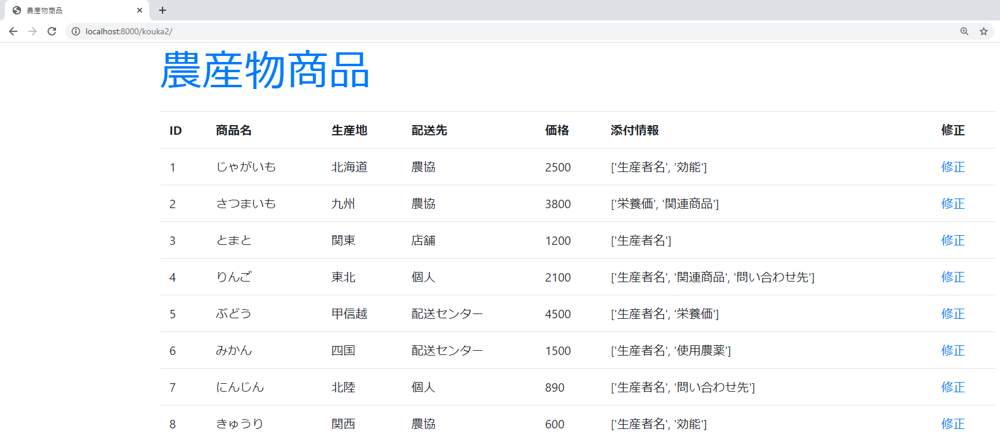 農産物商品
localhost:8000/kouka2/
農産物商品
ID 商品名 生産地 配送先 価格 添付情報 修正
1 じゃがいも 北海道 農協 2500 ['生産者名', '効能'] 修正
2 さつまいも 九州 農協 3800 ['栄養価', '関連商品'] 修正
3 とまと 関東 店舗 1200 ['生産者名'] 修正
4 りんご 東北 個人 2100 ['生産者名', '関連商品', '問い合わせ先'] 修正
5 ぶどう 甲信越 配送センター 4500 ['生産者名', '栄養価'] 修正
6 みかん 四国 配送センター 1500 ['生産者名', '使用農薬'] 修正
7 にんじん 北陸 個人 890 ['生産者名', '問い合わせ先'] 修正
8 きゅうり 関西 農協 600 ['生産者名', '効能'] 修正